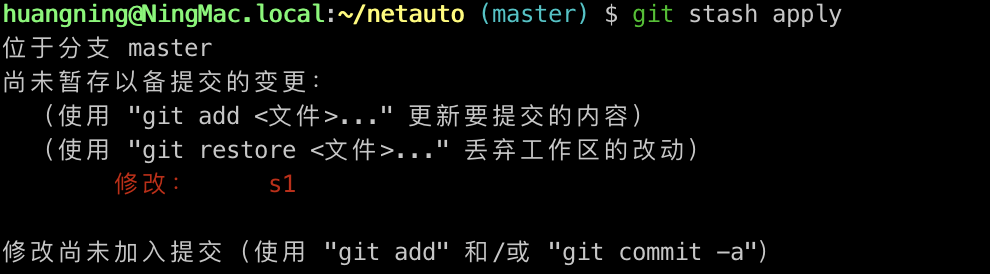 huangning@NingMac.local:~/netauto (master) $ git stash apply
位于分支 master
尚未暂存以备提交的变更：
（使用 "git add <文件>..." 更新要提交的内容）
（使用 "git restore <文件>..." 丢弃工作区的改动）
修改：     s1
修改尚未加入提交（使用 "git add" 和/或 "git commit -a"）